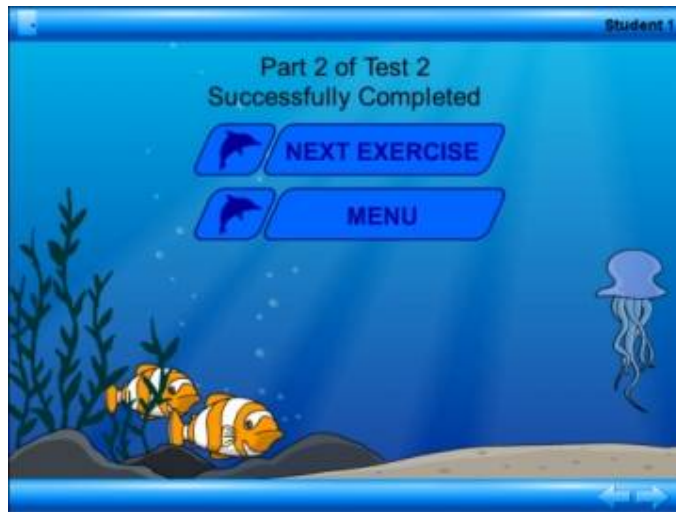 Student 1
Part 2 of Test 2
Successfully Completed
NEXT EXERCISE
MENU